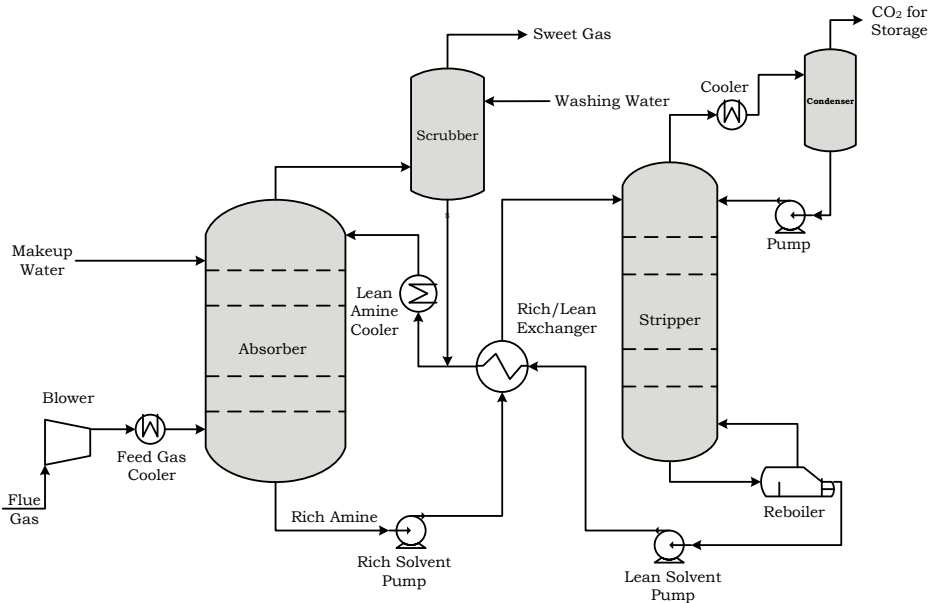 CO₂ for
Storage
Sweet Gas
Cooler
Condenser
Washing Water
Scrubber
s
Pump
Makeup
Water
Lean
Amine
Cooler
Rich/Lean
Exchanger
Stripper
Absorber
Blower
Feed Gas
Cooler
Flue
Gas
Rich Amine
Reboiler
Rich Solvent
Pump
Lean Solvent
Pump